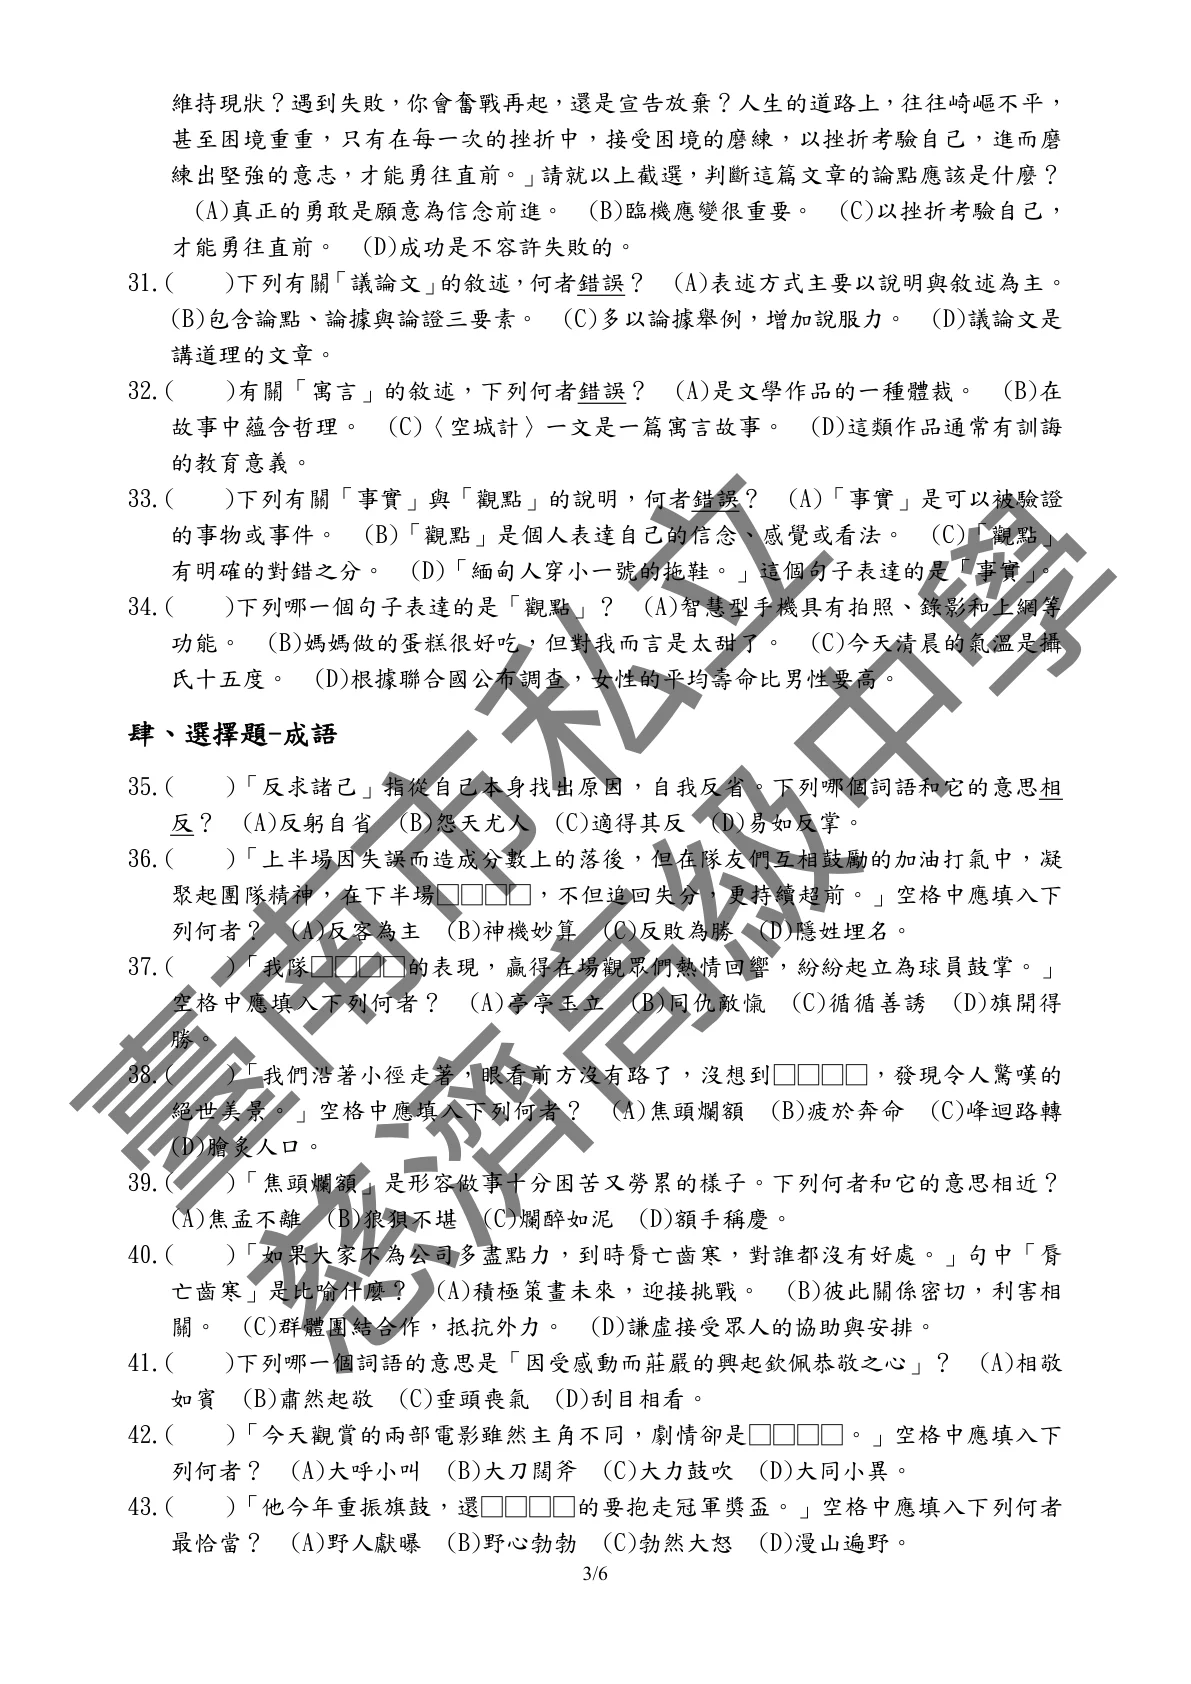 維持現狀？遇到失敗，你會奮戰再起，還是宣告放棄？人生的道路上，往往崎嶇不平，
甚至困境重重，只有在每一次的挫折中，接受困境的磨練，以挫折考驗自己，進而磨
練出堅強的意志，才能勇往直前。」請就以上截選，判斷這篇文章的論點應該是什麼？
(A)真正的勇敢是願意為信念前進。 (B)臨機應變很重要。 (C)以挫折考驗自己，
才能勇往直前。 (D)成功是不容許失敗的。
31.(　　)下列有關「議論文」的敘述，何者錯誤？ (A)表述方式主要以說明與敘述為主。
(B)包含論點、論據與論證三要素。 (C)多以論據舉例，增加說服力。 (D)議論文是
講道理的文章。
32.(　　)有關「寓言」的敘述，下列何者錯誤？ (A)是文學作品的一種體裁。 (B)在
故事中蘊含哲理。 (C)〈空城計〉一文是一篇寓言故事。 (D)這類作品通常有訓誨
的教育意義。
33.(　　)下列有關「事實」與「觀點」的說明，何者錯誤？ (A)「事實」是可以被驗證
的事物或事件。 (B)「觀點」是個人表達自己的信念、感覺或看法。 (C)「觀點」
有明確的對錯之分。 (D)「緬甸人穿小一號的拖鞋。」這個句子表達的是「事實」。
34.(　　)下列哪一個句子表達的是「觀點」？ (A)智慧型手機具有拍照、錄影和上網等
功能。 (B)媽媽做的蛋糕很好吃，但對我而言是太甜了。 (C)今天清晨的氣溫是攝
氏十五度。 (D)根據聯合國公布調查，女性的平均壽命比男性要高。
肆、選擇題-成語
35.(　　)「反求諸己」指從自己本身找出原因，自我反省。下列哪個詞語和它的意思相
反？ (A)反躬自省 (B)怨天尤人 (C)適得其反 (D)易如反掌。
36.(　　)「上半場因失誤而造成分數上的落後，但在隊友們互相鼓勵的加油打氣中，凝
聚起團隊精神，在下半場□□□□，不但追回失分，更持續超前。」空格中應填入下
列何者？ (A)反客為主 (B)神機妙算 (C)反敗為勝 (D)隱姓埋名。
37.(　　)「我隊□□□□的表現，贏得在場觀眾們熱情回響，紛紛起立為球員鼓掌。」
空格中應填入下列何者？ (A)亭亭玉立 (B)同仇敵愾 (C)循循善誘 (D)旗開得
勝。
38.(　　)「我們沿著小徑走著，眼看前方沒有路了，沒想到□□□□，發現令人驚嘆的
絕世美景。」空格中應填入下列何者？ (A)焦頭爛額 (B)疲於奔命 (C)峰迴路轉
(D)膾炙人口。
39.(　　)「焦頭爛額」是形容做事十分困苦又勞累的樣子。下列何者和它的意思相近？
(A)焦孟不離 (B)狼狽不堪 (C)爛醉如泥 (D)額手稱慶。
40.(　　)「如果大家不為公司多盡點力，到時脣亡齒寒，對誰都沒有好處。」句中「脣
亡齒寒」是比喻什麼？ (A)積極策畫未來，迎接挑戰。 (B)彼此關係密切，利害相
關。 (C)群體團結合作，抵抗外力。 (D)謙虛接受眾人的協助與安排。
41.(　　)下列哪一個詞語的意思是「因受感動而莊嚴的興起欽佩恭敬之心」？ (A)相敬
如賓 (B)肅然起敬 (C)垂頭喪氣 (D)刮目相看。
42.(　　)「今天觀賞的兩部電影雖然主角不同，劇情卻是□□□□。」空格中應填入下
列何者？ (A)大呼小叫 (B)大刀闊斧 (C)大力鼓吹 (D)大同小異。
43.(　　)「他今年重振旗鼓，還□□□□的要抱走冠軍獎盃。」空格中應填入下列何者
最恰當？ (A)野人獻曝 (B)野心勃勃 (C)勃然大怒 (D)漫山遍野。
3/6
臺南市私立
慈濟高級中學